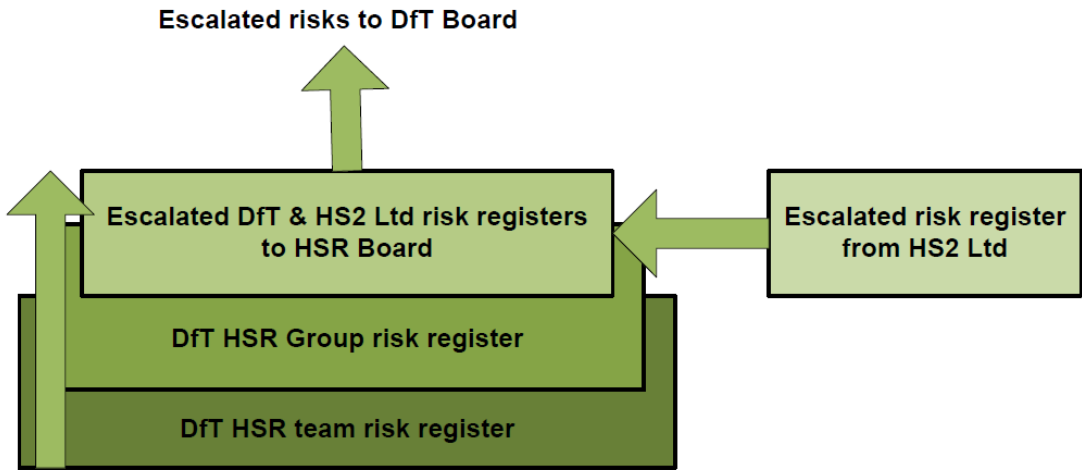 Escalated risks to DfT Board
Escalated DfT & HS2 Ltd risk registers
to HSR Board
Escalated risk register
from HS2 Ltd
DfT HSR Group risk register
DfT HSR team risk register